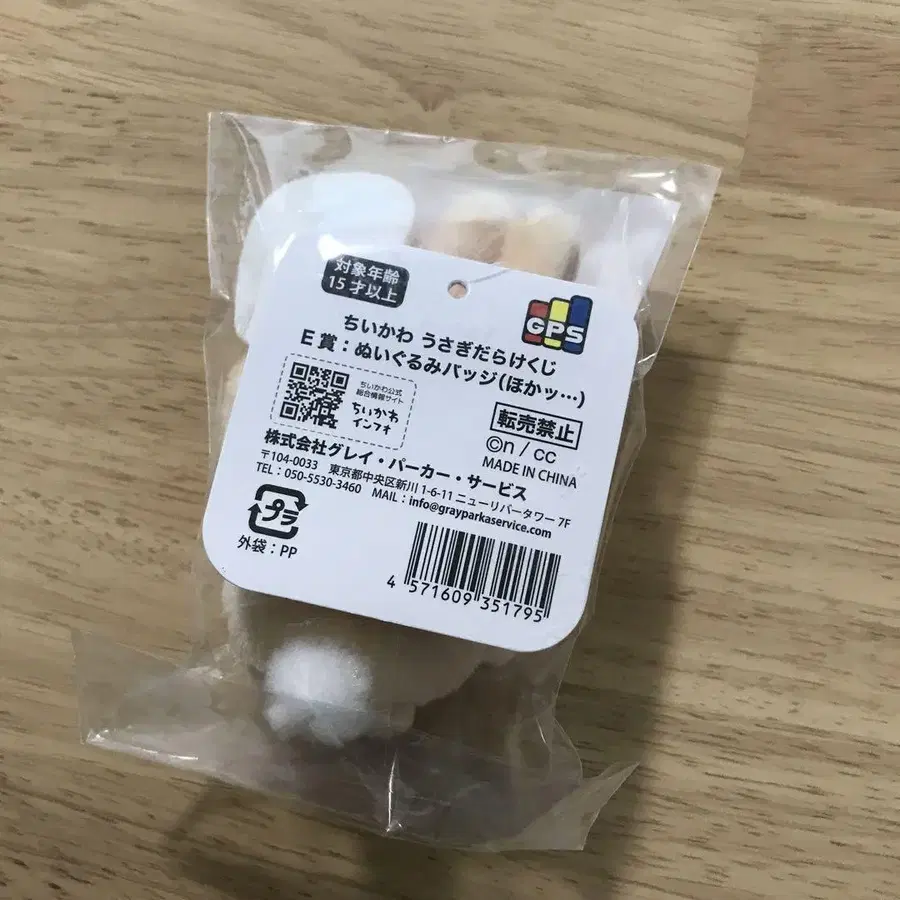 対象年齢
15才以上
GPS
ちいかわ うさぎだらけくじ
E賞：ぬいぐるみバッジ(ほかッ…)
ちいかわ公式
総合情報サイト
ちいかわ
インフォ
転売禁止
©n / cc
MADE IN CHINA
株式会社グレイ・パーカー・サービス
〒104-0033 東京都中央区新川1-6-11 ニューリバータワー 7F
TEL：050-5530-3460 MAIL：info@grayparkaservice.com
プラ
外袋：PP
4 571609 351795